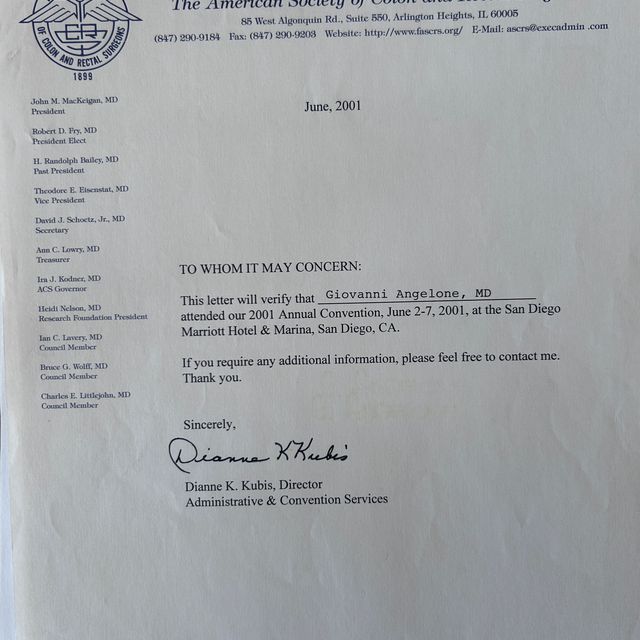 The American Society of Colon and
85 West Algonquin Rd., Suite 550, Arlington Heights, IL 60005
(847) 290-9184 Fax: (847) 290-9203 Website: http://www.fascrs.org/ E-Mail: ascrs@execadmin .com
OF COLON AND RECTAL SURGEONS
1899
John M. MacKeigan, MD
President
Robert D. Fry, MD
President Elect
H. Randolph Bailey, MD
Past President
Theodore E. Eisenstat, MD
Vice President
David J. Schoetz, Jr., MD
Secretary
Ann C. Lowry, MD
Treasurer
Ira J. Kodner, MD
ACS Governor
Heidi Nelson, MD
Research Foundation President
Ian C. Lavery, MD
Council Member
Bruce G. Wolff, MD
Council Member
Charles E. Littlejohn, MD
Council Member
June, 2001
TO WHOM IT MAY CONCERN:
This letter will verify that Giovanni Angelone, MD
attended our 2001 Annual Convention, June 2-7, 2001, at the San Diego
Marriott Hotel & Marina, San Diego, CA.
If you require any additional information, please feel free to contact me.
Thank you.
Sincerely,
Dianne K Kubis
Dianne K. Kubis, Director
Administrative & Convention Services